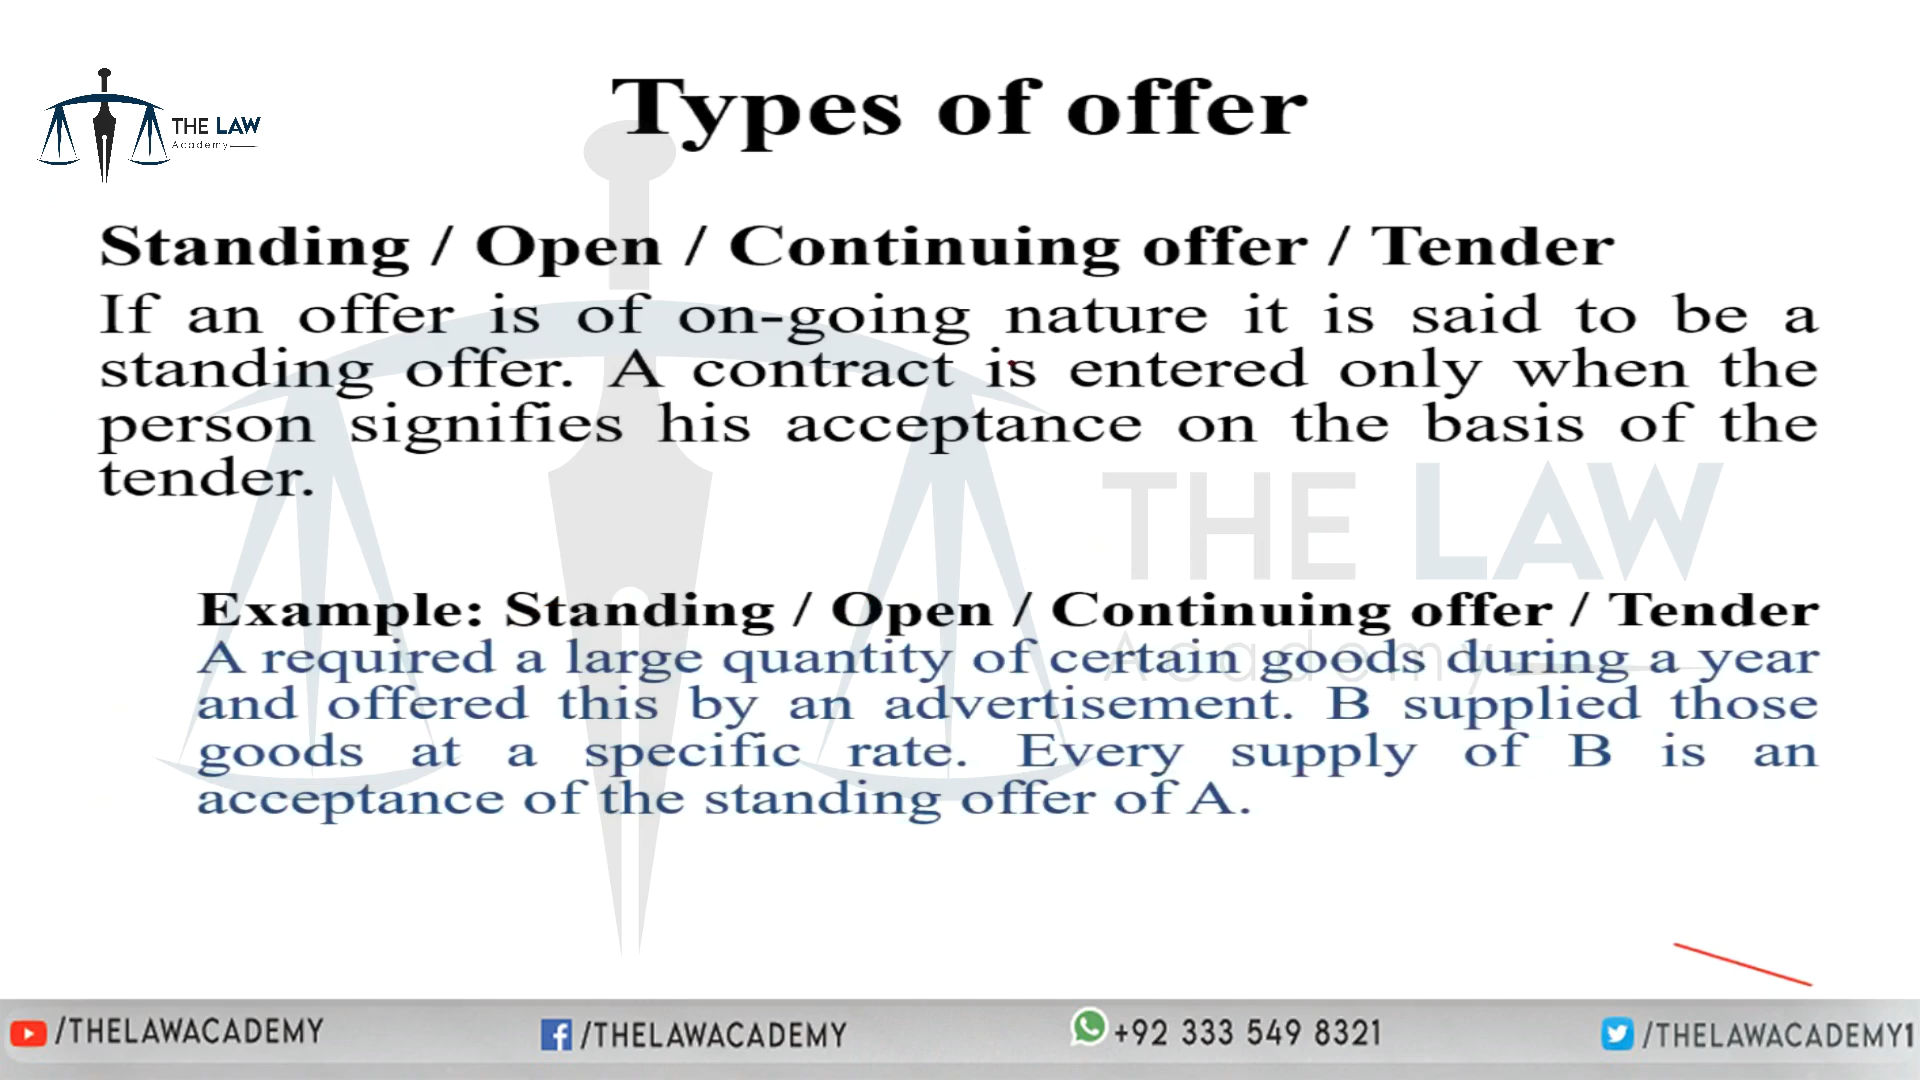 THE LAW
Academy
Types of offer
Standing / Open / Continuing offer / Tender
If an offer is of on-going nature it is said to be a
standing offer. A contract is entered only when the
person signifies his acceptance on the basis of the
tender.
THE LAW
Academy
Example: Standing / Open / Continuing offer / Tender
A required a large quantity of certain goods during a year
and offered this by an advertisement. B supplied those
goods at a specific rate. Every supply of B is an
acceptance of the standing offer of A.
/THELAWACADEMY
/THELAWACADEMY
+92 333 549 8321
/THELAWACADEMY1